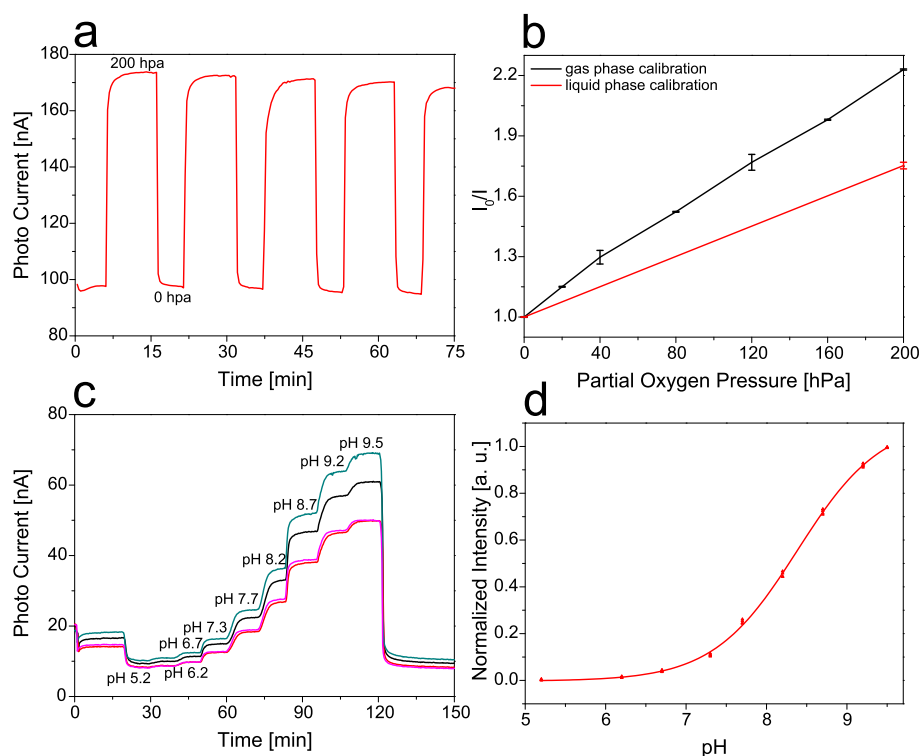 a
180
160
140
120
100
80
Photo Current [nA]
200 hpa
0 hpa
0 15 30 45 60 75
Time [min]
b
2.2
1.9
1.6
1.3
1.0
I₀/I
gas phase calibration
liquid phase calibration
0 40 80 120 160 200
Partial Oxygen Pressure [hPa]
c
80
60
40
20
0
Photo Current [nA]
pH 9.5
pH 9.2
pH 8.7
pH 8.2
pH 7.7
pH 7.3
pH 6.7
pH 6.2
pH 5.2
0 30 60 90 120 150
Time [min]
d
1.0
0.8
0.6
0.4
0.2
0.0
Normalized Intensity [a. u.]
5 6 7 8 9
pH